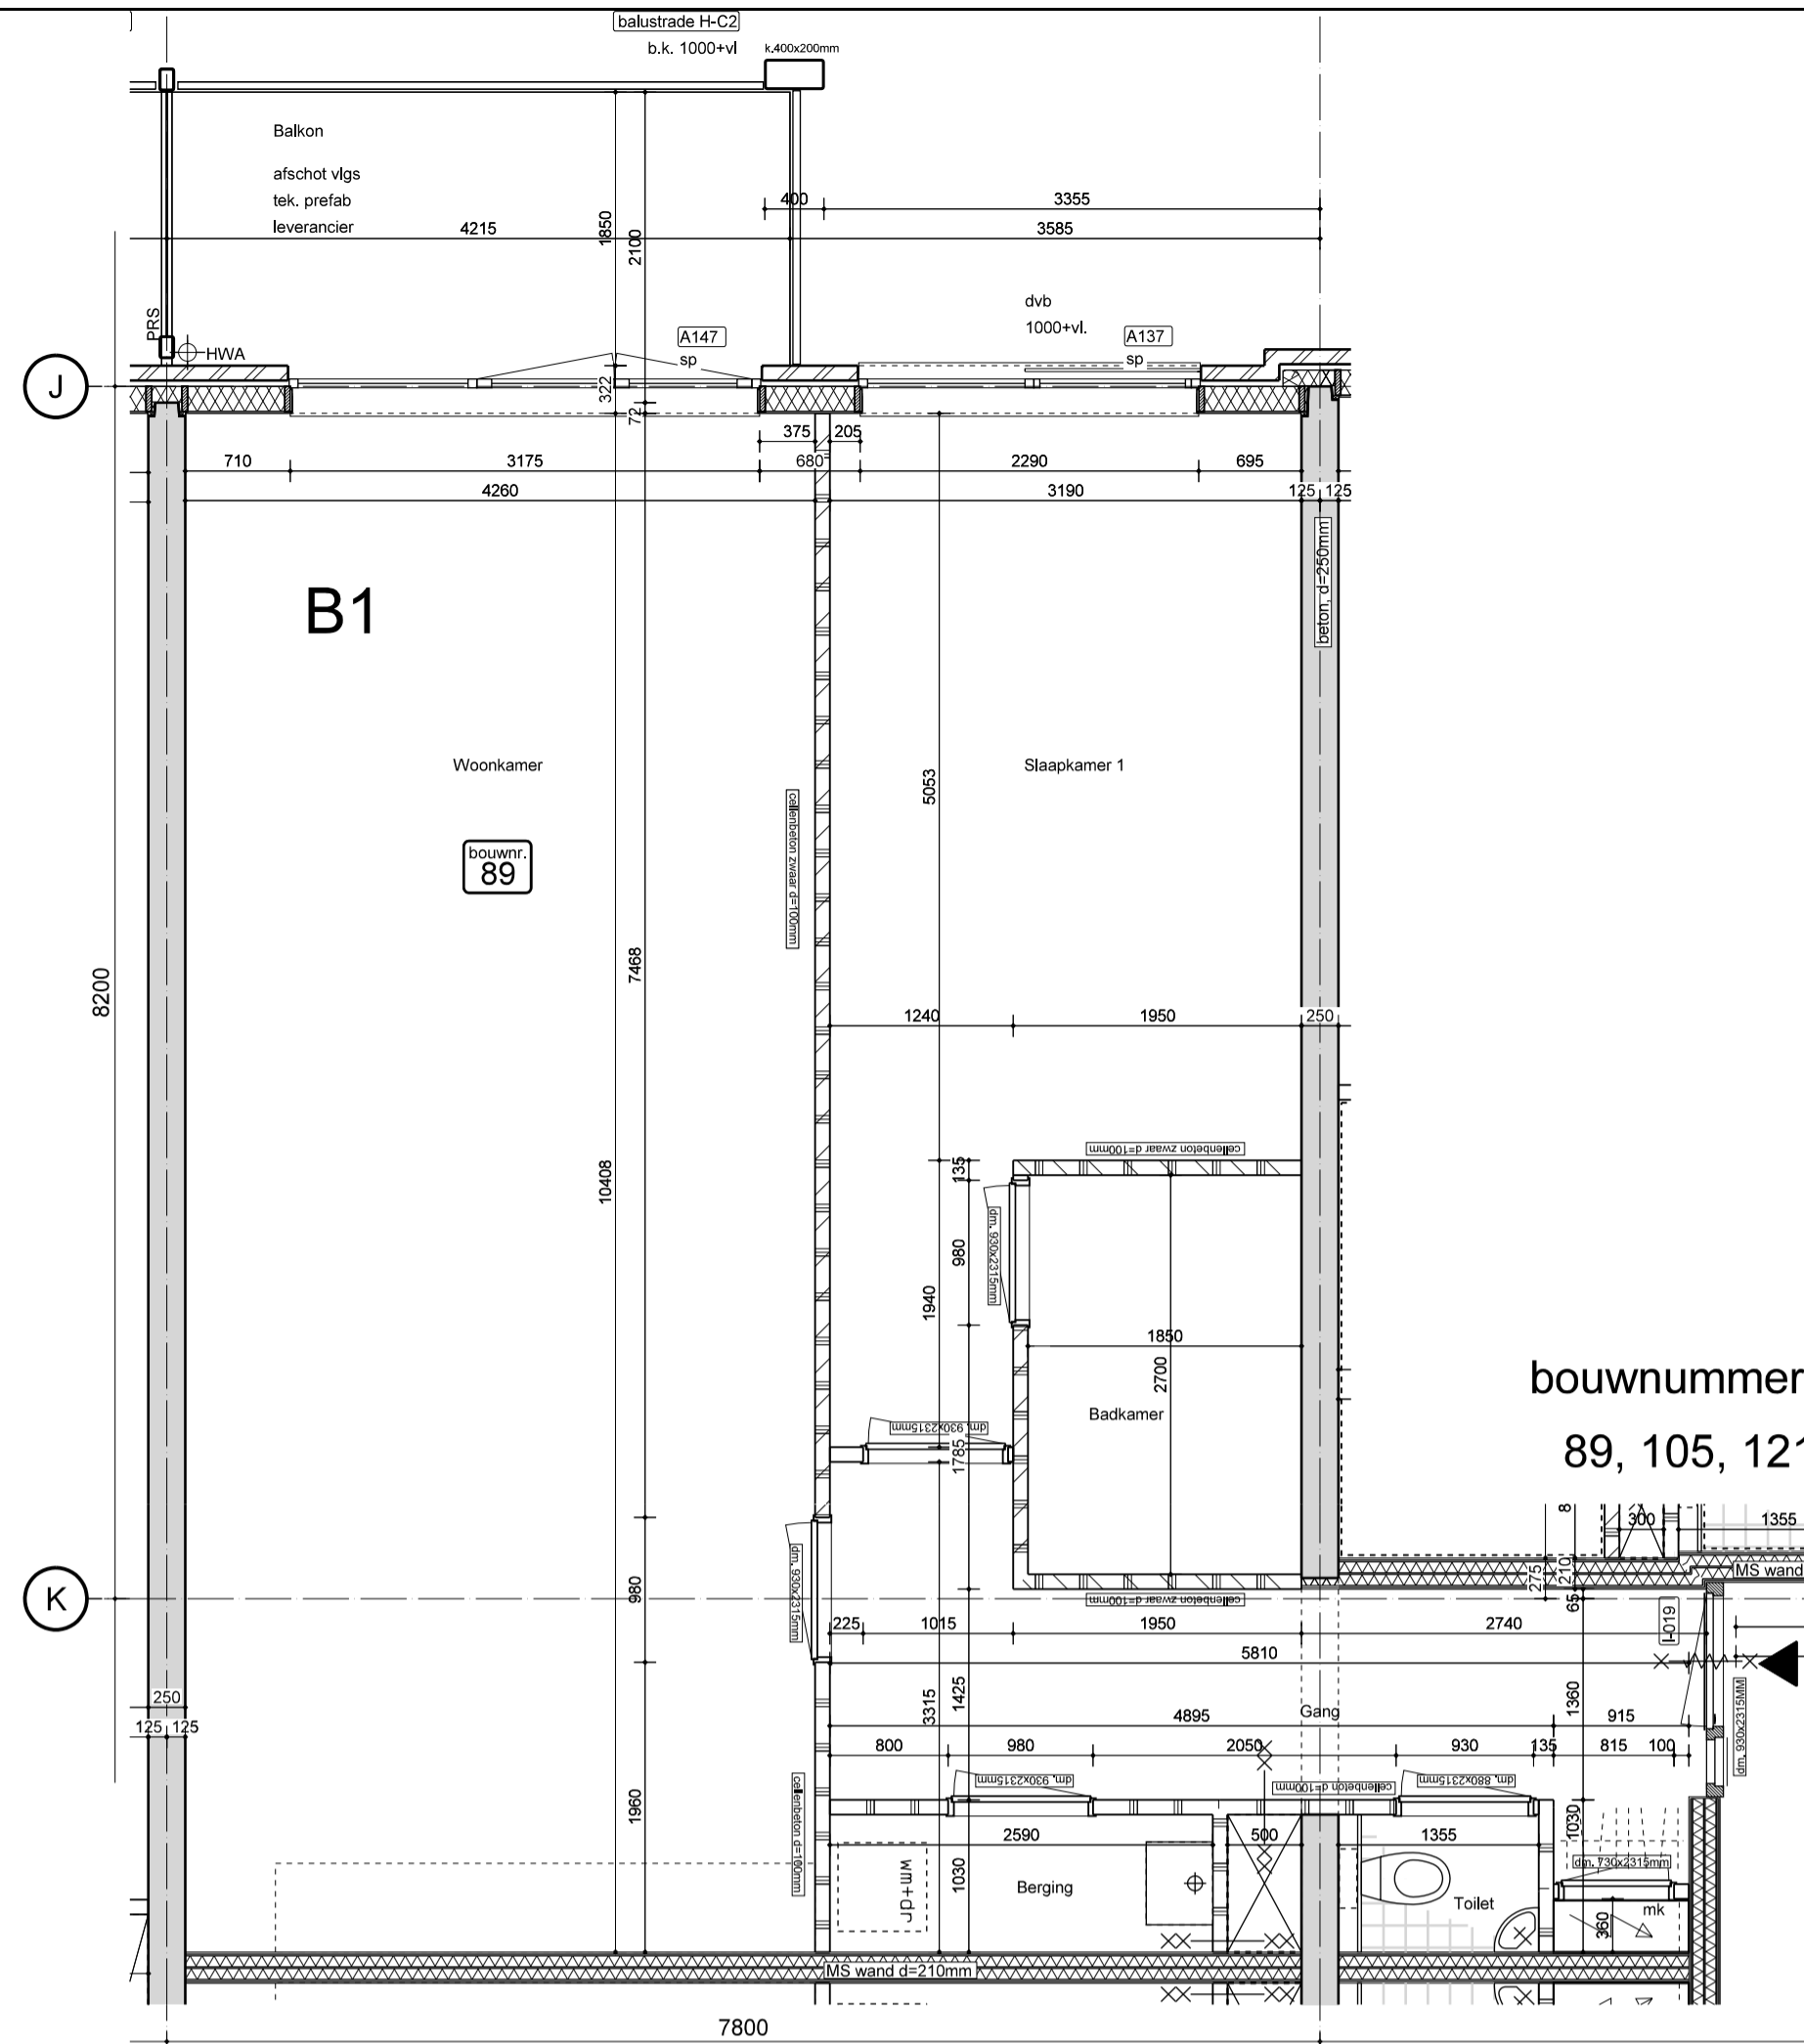 balustrade H-C2
b.k. 1000+vl
k.400x200mm
Balkon
afschot vlgs
tek. prefab
leverancier
400
3355
4215
3585
1850
2100
PRS
HWA
A147
sp
dvb
1000+vl.
A137
sp
J
322
72
375
205
710
3175
680
2290
695
4260
3190
125
125
beton, d=250mm
B1
Woonkamer
Slaapkamer 1
5053
cellenbeton zwaar d=100mm
bouwnr.
89
7468
8200
1240
1950
250
10408
cellenbeton zwaar d=100mm
135
dm. 930x2315mm
980
1940
1850
2700
bouwnummer
Badkamer
dm. 930x2315mm
1785
89, 105, 121
8
300
1355
275
210
MS wand
K
980
dm. 930x2315mm
cellenbeton zwaar d=100mm
65
225
1015
1950
2740
I-019
5810
250
3315
1425
1360
4895
Gang
915
125
125
800
980
2050
930
135
815
100
dm. 930x2315MM
dm. 930x2315mm
cellenbeton d=100mm
dm. 880x2315mm
1960
cellenbeton d=100mm
1030
2590
500
1355
dm. 730x2315mm
wm+dr
1030
Berging
Toilet
mk
360
MS wand d=210mm
7800